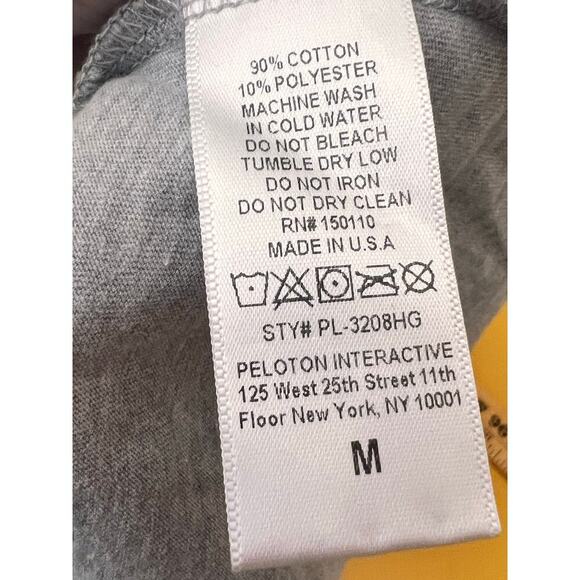 90% COTTON
10% POLYESTER
MACHINE WASH
IN COLD WATER
DO NOT BLEACH
TUMBLE DRY LOW
DO NOT IRON
DO NOT DRY CLEAN
RN# 150110
MADE IN U.S.A
STY# PL-3208HG
PELOTON INTERACTIVE
125 West 25th Street 11th
Floor New York, NY 10001
M
96